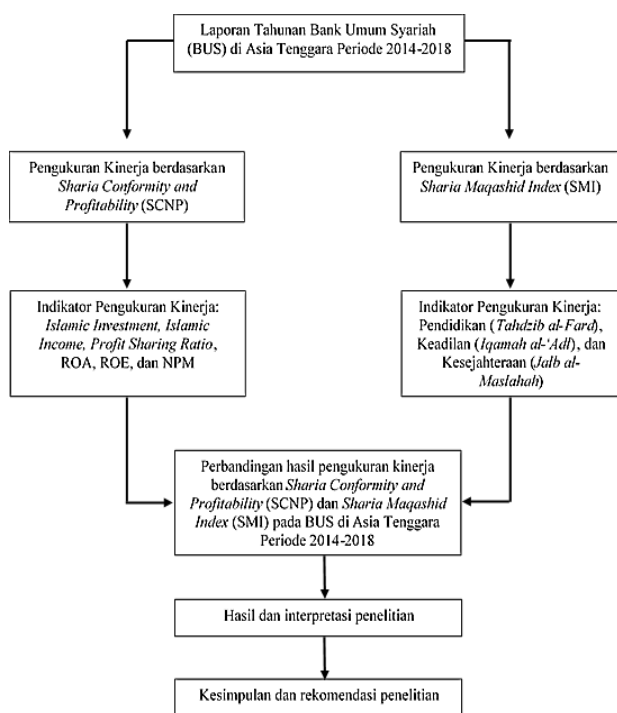 Laporan Tahunan Bank Umum Syariah
(BUS) di Asia Tenggara Periode 2014-2018
Pengukuran Kinerja berdasarkan
Sharia Conformity and
Profitability (SCNP)
Pengukuran Kinerja berdasarkan
Sharia Maqashid Index (SMI)
Indikator Pengukuran Kinerja:
Islamic Investment, Islamic
Income, Profit Sharing Ratio,
ROA, ROE, dan NPM
Indikator Pengukuran Kinerja:
Pendidikan (Tahdzib al-Fard),
Keadilan (Iqamah al-‘Adl), dan
Kesejahteraan (Jalb al-
Maslahah)
Perbandingan hasil pengukuran kinerja
berdasarkan Sharia Conformity and
Profitability (SCNP) dan Sharia Maqashid
Index (SMI) pada BUS di Asia Tenggara
Periode 2014-2018
Hasil dan interpretasi penelitian
Kesimpulan dan rekomendasi penelitian